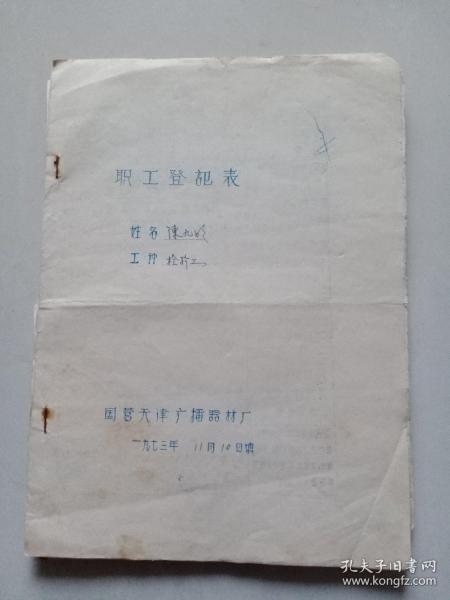 职工登记表
姓名 陳九
工种 检验工
国营天津广播器材厂
一九七三年 11月10日填
孔夫子旧书网
www.kongfz.com